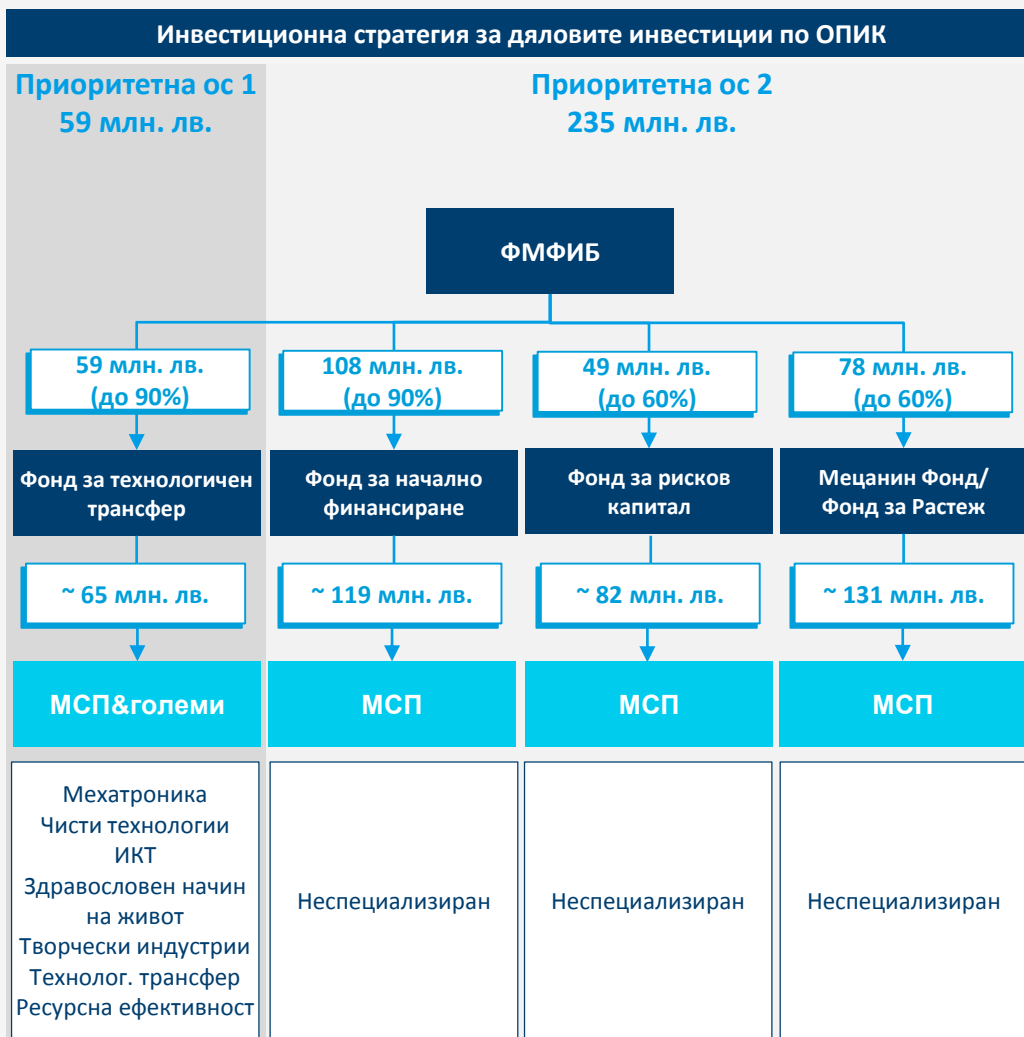 Инвестиционна стратегия за дяловите инвестиции по ОПИК
Приоритетна ос 1
59 млн. лв.
Приоритетна ос 2
235 млн. лв.
ФМФИБ
59 млн. лв.
(до 90%)
108 млн. лв.
(до 90%)
49 млн. лв.
(до 60%)
78 млн. лв.
(до 60%)
Фонд за технологичен
трансфер
Фонд за начално
финансиране
Фонд за рисков
капитал
Мецанин Фонд/
Фонд за Растеж
~ 65 млн. лв.
~ 119 млн. лв.
~ 82 млн. лв.
~ 131 млн. лв.
МСП&големи
МСП
МСП
МСП
Мехатроника
Чисти технологии
ИКТ
Здравословен начин
на живот
Творчески индустрии
Технолог. трансфер
Ресурсна ефективност
Неспециализиран
Неспециализиран
Неспециализиран